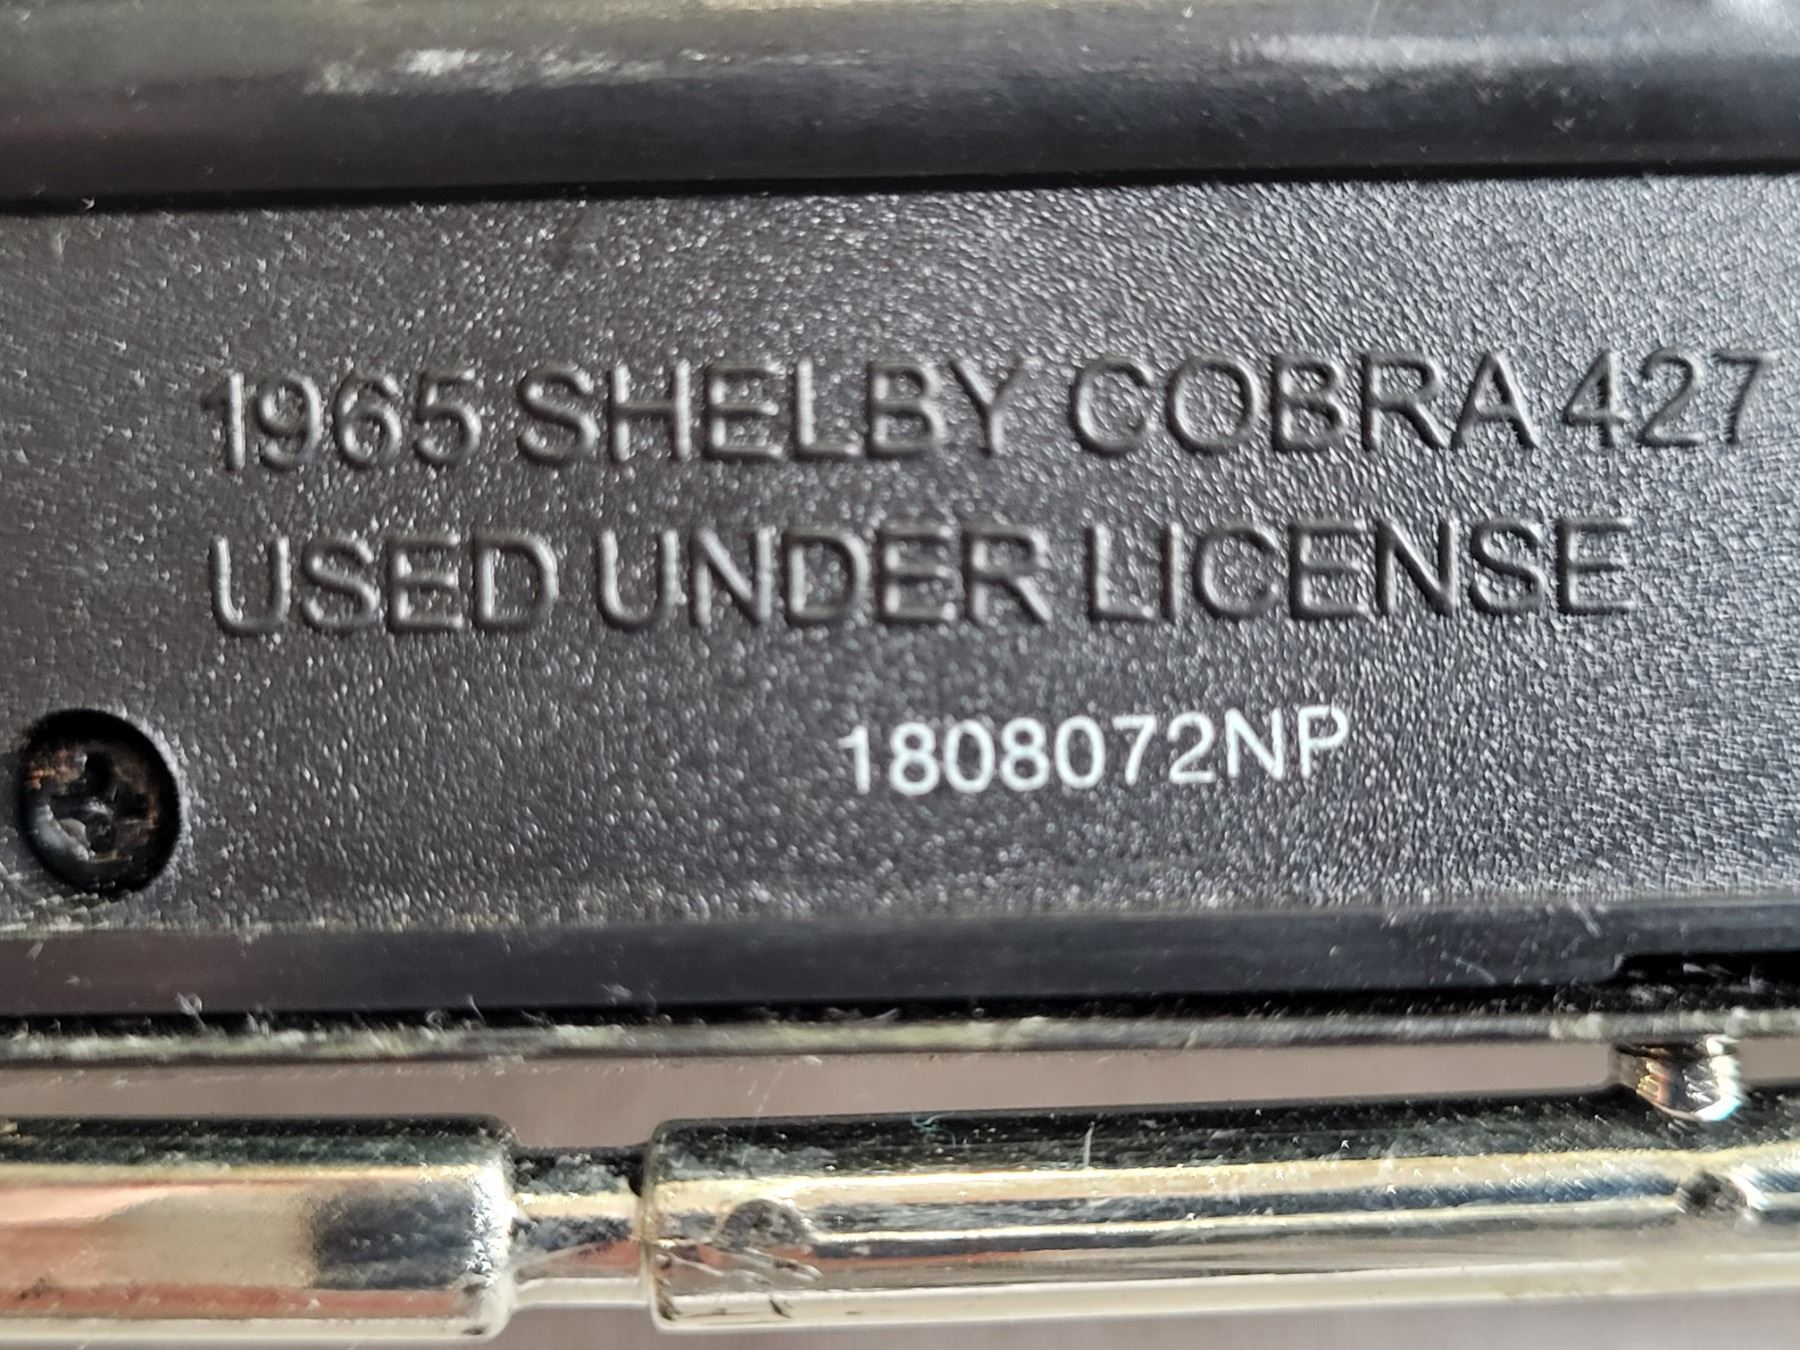 1965 SHELBY COBRA 427
USED UNDER LICENSE
1808072NP